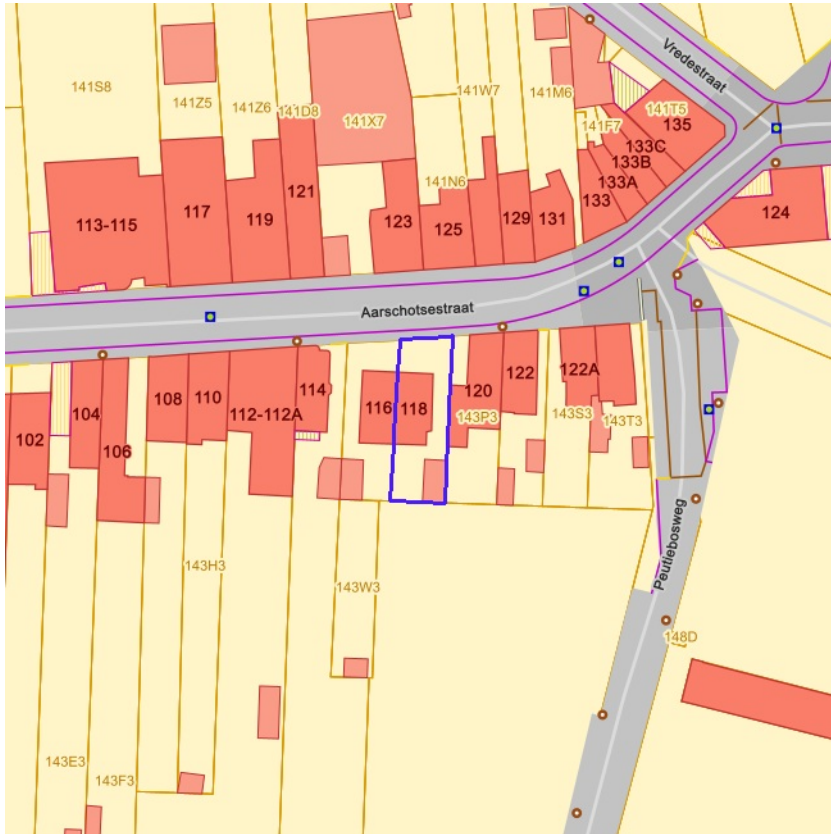 Vredestraat
141S8
141Z5
141Z6
141D8
141X7
141W7
141M6
141T5
135
141F7
133C
133B
133A
133
141N6
113-115
117
119
121
123
125
129
131
124
Aarschotsestraat
102
104
106
108
110
112-112A
114
116
118
120
122
122A
143P3
143S3
143T3
143H3
143W3
Peutiebosweg
148D
143E3
143F3